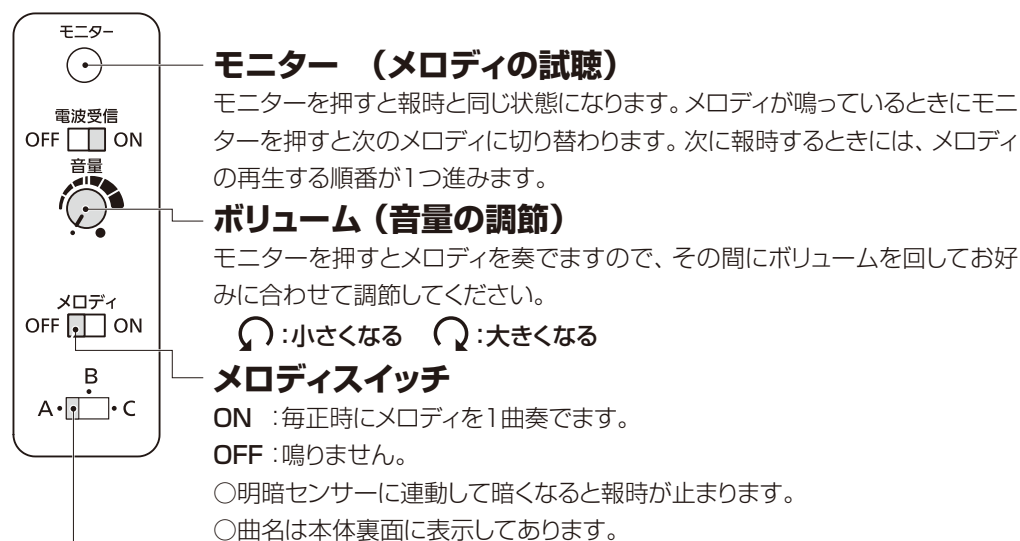 モニター
電波受信
OFF ON
音量
メロディ
OFF ON
B
A・ ・C
モニター （メロディの試聴）
モニターを押すと報時と同じ状態になります。メロディが鳴っているときにモニ
ターを押すと次のメロディに切り替わります。次に報時するときには、メロディ
の再生する順番が1つ進みます。
ボリューム（音量の調節）
モニターを押すとメロディを奏でますので、その間にボリュームを回してお好
みに合わせて調節してください。
：小さくなる ：大きくなる
メロディスイッチ
ON ：毎正時にメロディを1曲奏でます。
OFF：鳴りません。
○明暗センサーに連動して暗くなると報時が止まります。
○曲名は本体裏面に表示してあります。